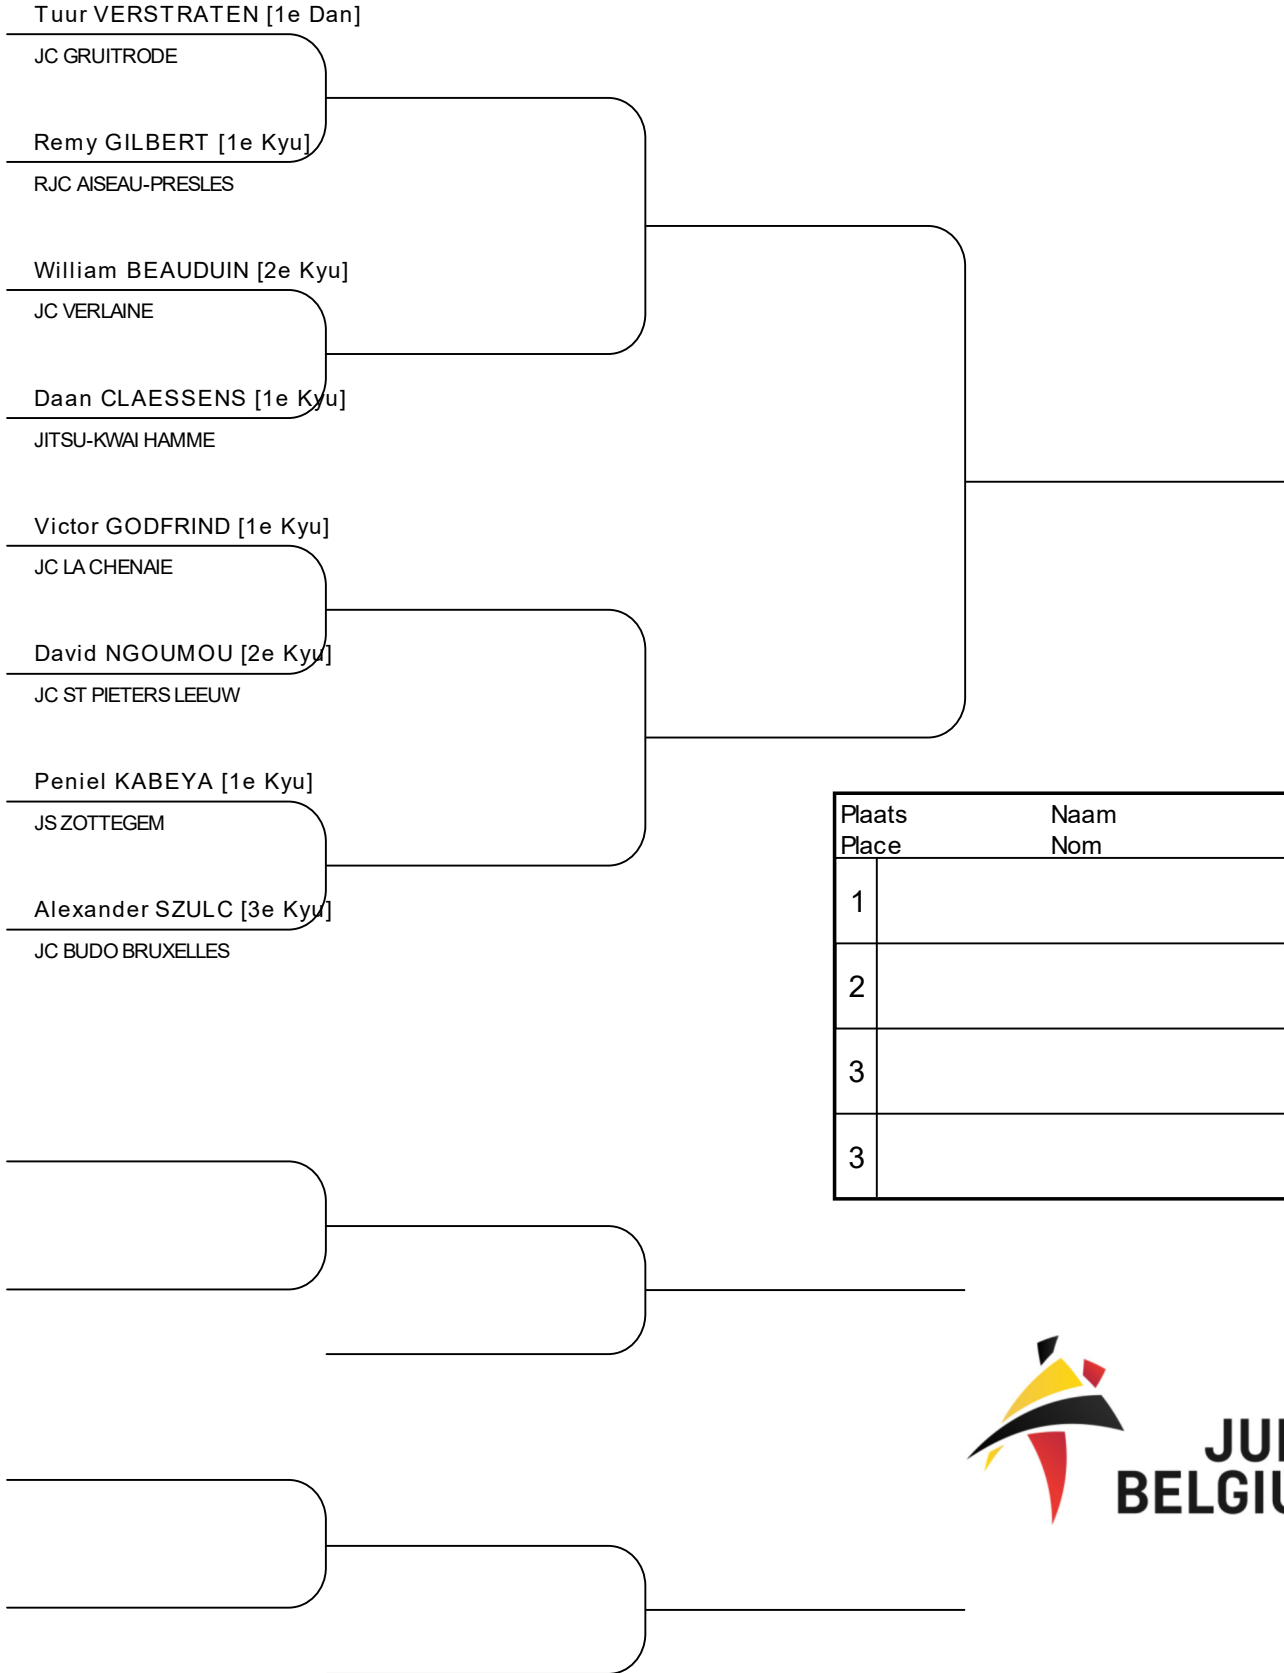 Tuur VERSTRATEN [1e Dan]
JC GRUITRODE
Remy GILBERT [1e Kyu]
RJC AISEAU-PRESLES
William BEAUDUIN [2e Kyu]
JC VERLAINE
Daan CLAESSENS [1e Kyu]
JITSU-KWAI HAMME
Victor GODFRIND [1e Kyu]
JC LA CHENAIE
David NGOUMOU [2e Kyu]
JC ST PIETERS LEEUW
Peniel KABEYA [1e Kyu]
JS ZOTTEGEM
Alexander SZULC [3e Kyu]
JC BUDO BRUXELLES
Plaats Naam
Place Nom
1
2
3
3